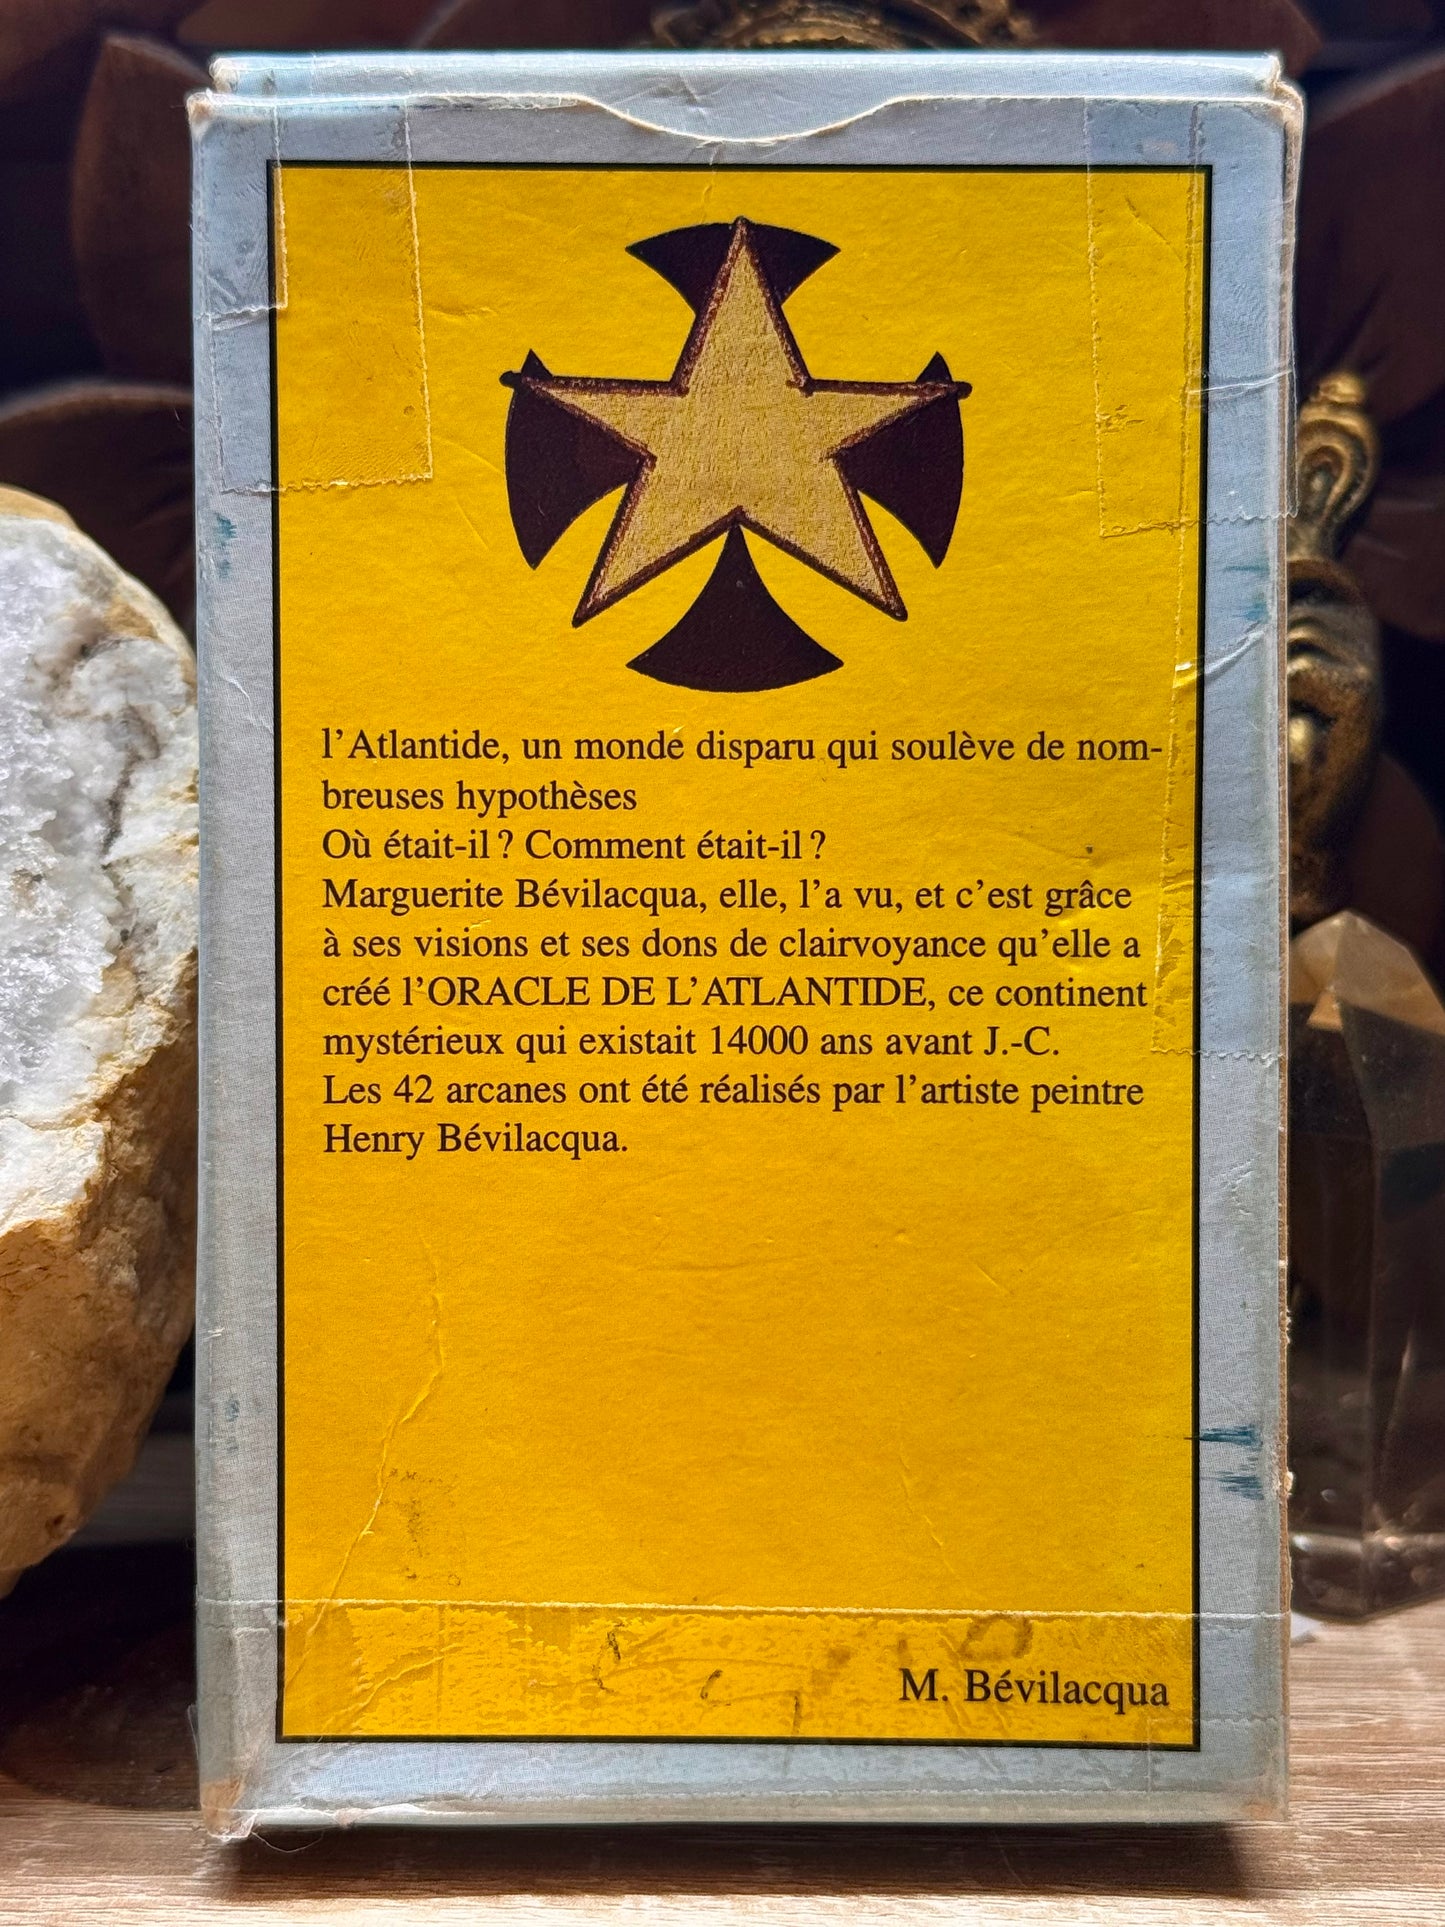 l'Atlantide, un monde disparu qui soulève de nom-
breuses hypothèses
Où était-il ? Comment était-il ?
Marguerite Bévilacqua, elle, l'a vu, et c'est grâce
à ses visions et ses dons de clairvoyance qu'elle a
créé l'ORACLE DE L'ATLANTIDE, ce continent
mystérieux qui existait 14000 ans avant J.-C.
Les 42 arcanes ont été réalisés par l'artiste peintre
Henry Bévilacqua.
M. Bévilacqua